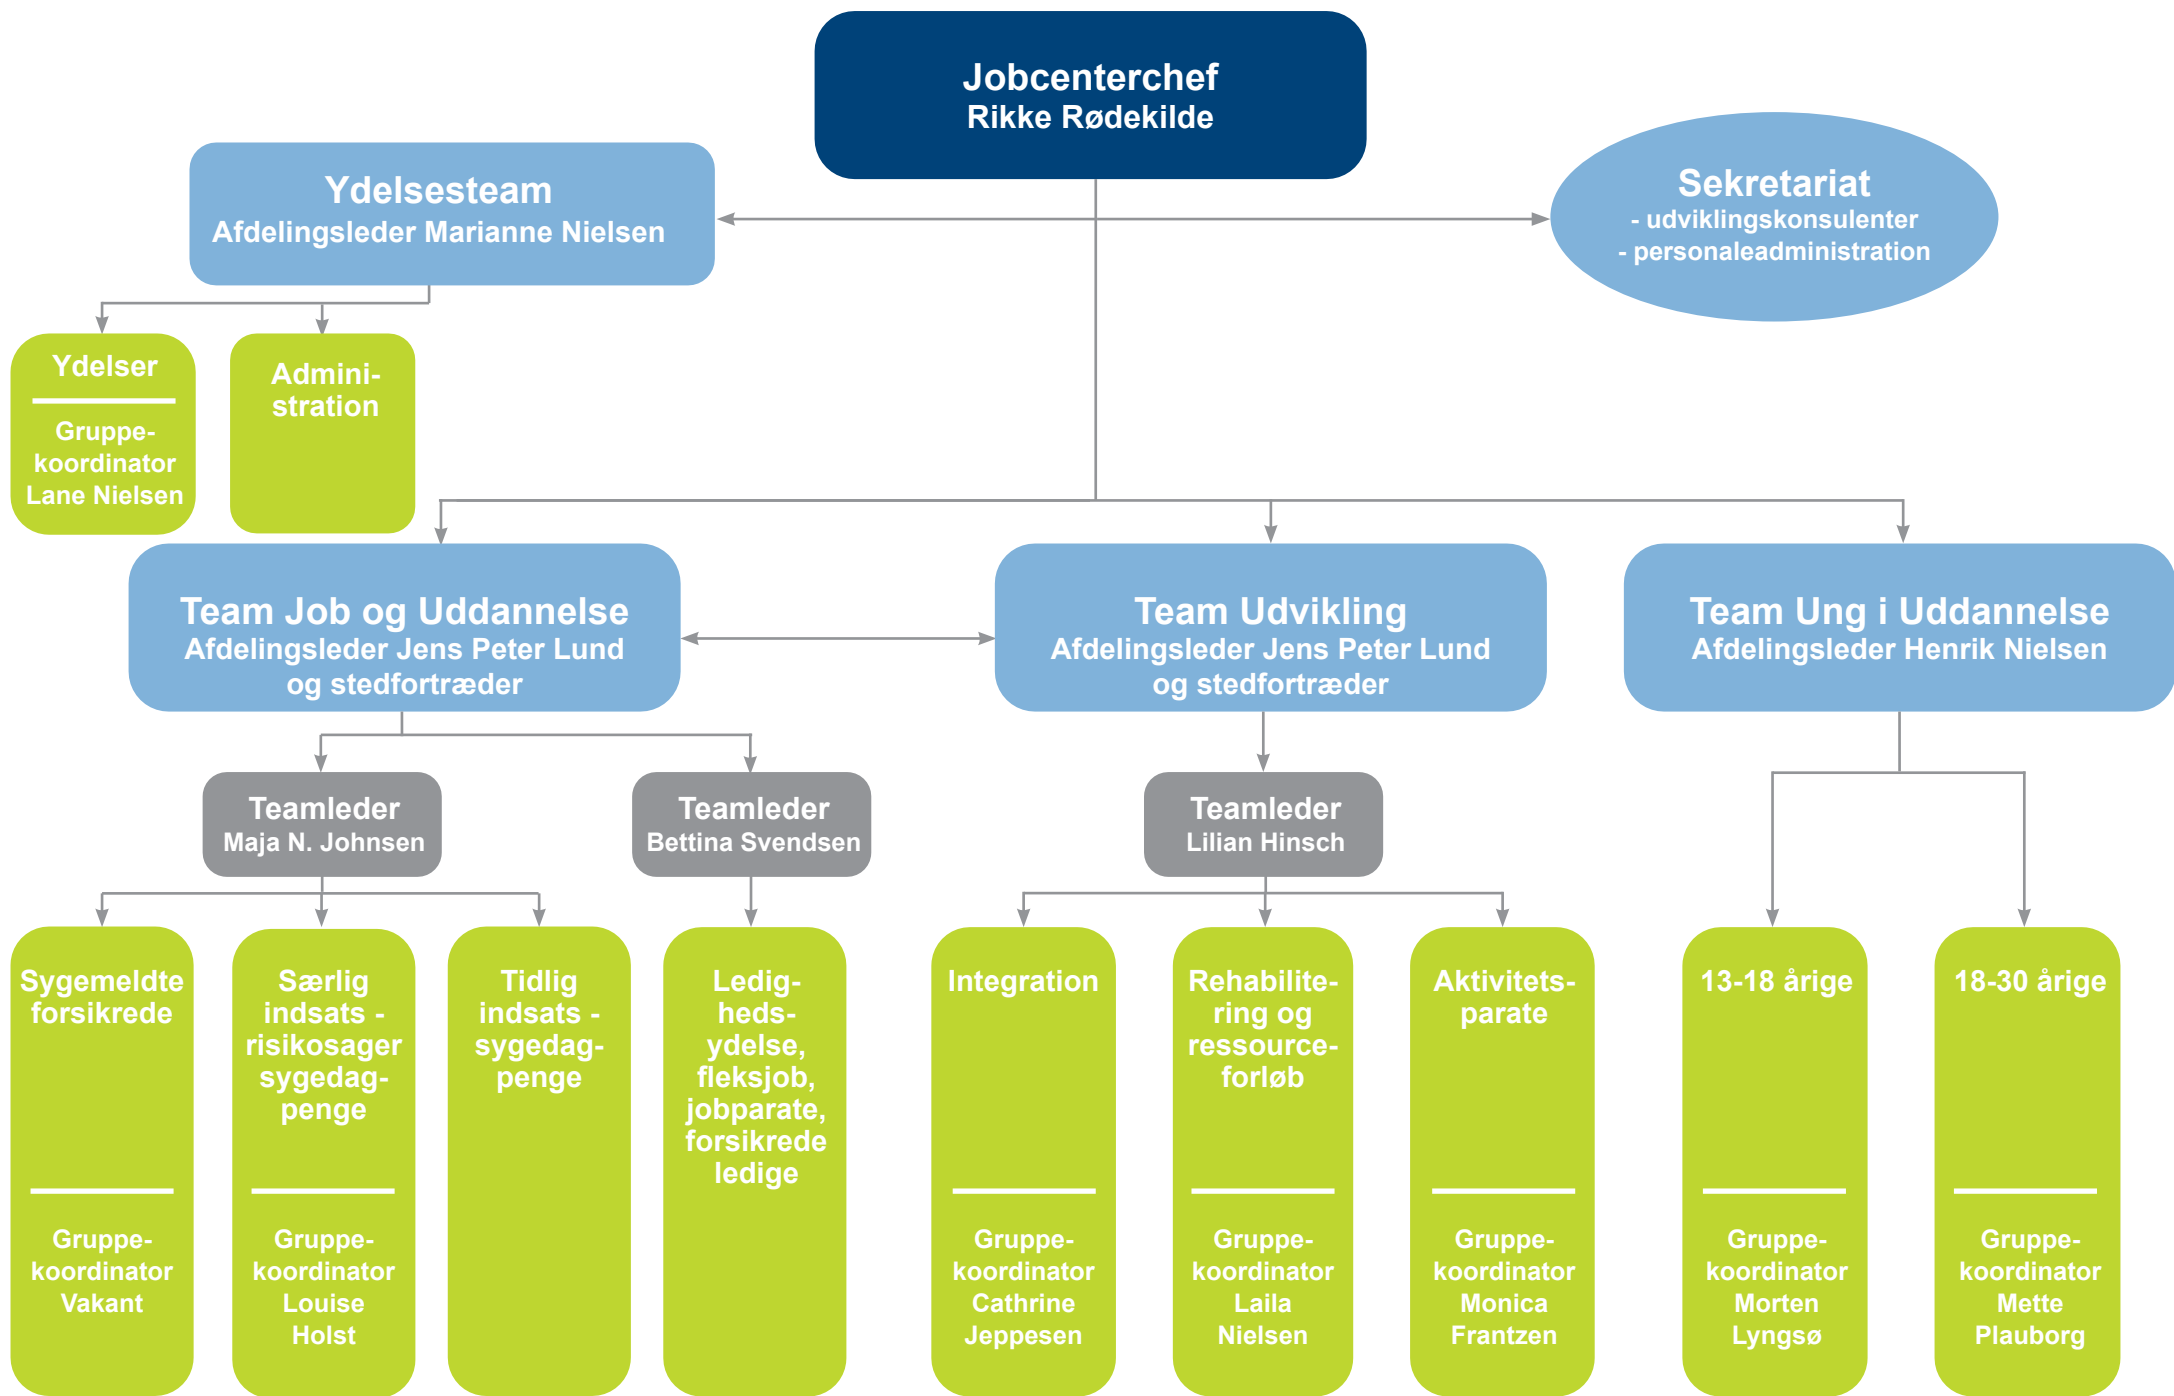 Jobcenterchef
Rikke Rødekilde
Ydelsesteam
Afdelingsleder Marianne Nielsen
Sekretariat
- udviklingskonsulenter
- personaleadministration
Ydelser
Gruppe-
koordinator
Lane Nielsen
Admini-
stration
Team Job og Uddannelse
Afdelingsleder Jens Peter Lund
og stedfortræder
Team Udvikling
Afdelingsleder Jens Peter Lund
og stedfortræder
Team Ung i Uddannelse
Afdelingsleder Henrik Nielsen
Teamleder
Maja N. Johnsen
Teamleder
Bettina Svendsen
Teamleder
Lilian Hinsch
Sygemeldte
forsikrede
Gruppe-
koordinator
Vakant
Særlig
indsats -
risikosager
sygedag-
penge
Gruppe-
koordinator
Louise
Holst
Tidlig
indsats -
sygedag-
penge
Ledig-
heds-
ydelse,
fleksjob,
jobparate,
forsikrede
ledige
Integration
Gruppe-
koordinator
Cathrine
Jeppesen
Rehabilite-
ring og
ressource-
forløb
Gruppe-
koordinator
Laila
Nielsen
Aktivitets-
parate
Gruppe-
koordinator
Monica
Frantzen
13-18 årige
Gruppe-
koordinator
Morten
Lyngsø
18-30 årige
Gruppe-
koordinator
Mette
Plauborg